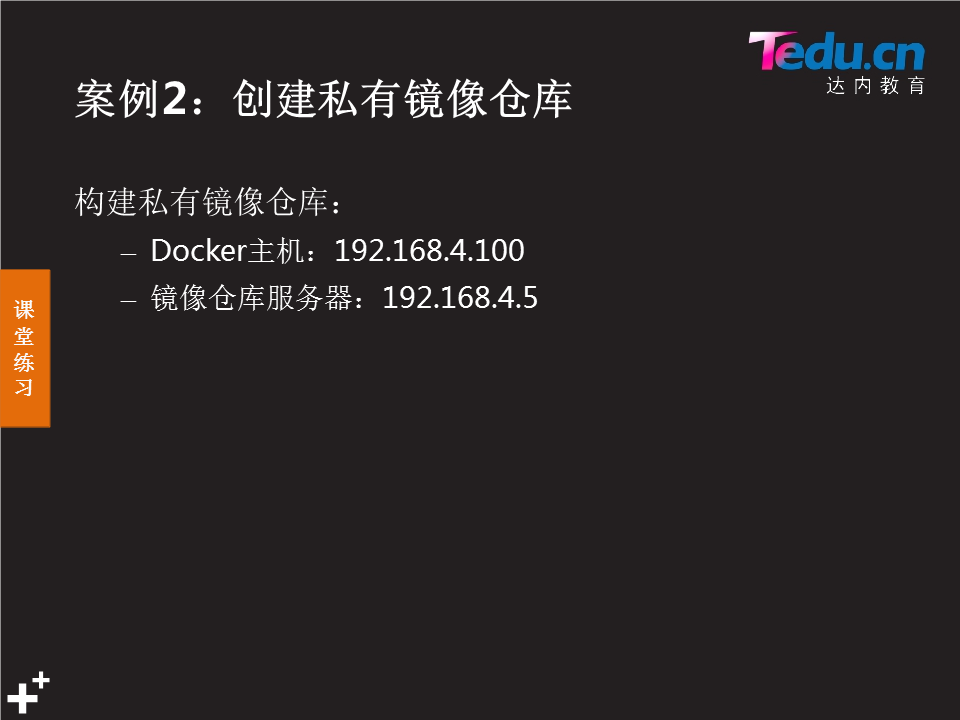 Tedu.cn
达内教育
案例2：创建私有镜像仓库
构建私有镜像仓库：
– Docker主机：192.168.4.100
– 镜像仓库服务器：192.168.4.5
课
堂
练
习